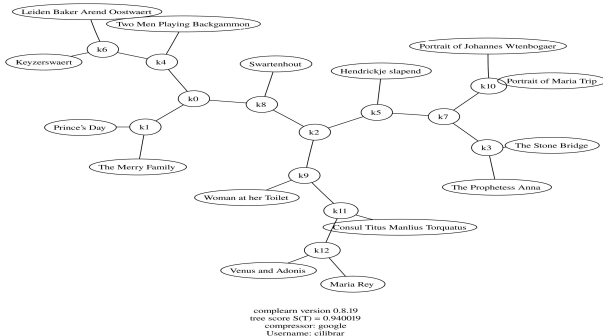 Leiden Baker Arend Oostwaert
Two Men Playing Backgammon
k6
Keyzerswaert
k4
Swartenhout
Portrait of Johannes Wtenbogaer
Hendrickje slapend
k10
Portrait of Maria Trip
k0
k8
k5
k7
Prince's Day
k1
k2
k3
The Stone Bridge
The Merry Family
k9
The Prophetess Anna
Woman at her Toilet
k11
Consul Titus Manlius Torquatus
k12
Venus and Adonis
Maria Rey
complearn version 0.8.19
tree score S(T) = 0.940019
compressor: google
Username: cilibrar